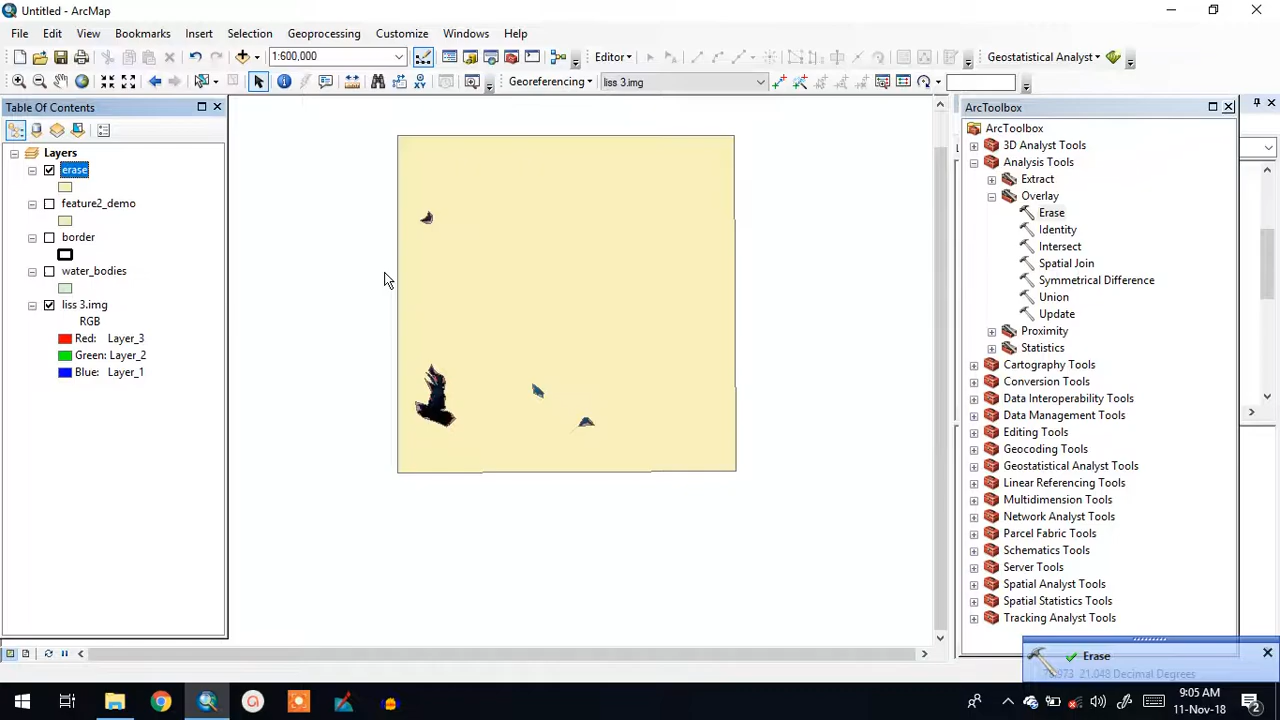 Untitled - ArcMap
File Edit View Bookmarks Insert Selection Geoprocessing Customize Windows Help
1:600,000 Editor Geostatistical Analyst
Georeferencing liss 3.img
Table Of Contents
Layers
erase
feature2_demo
border
water_bodies
liss 3.img
RGB
Red: Layer_3
Green: Layer_2
Blue: Layer_1
ArcToolbox
ArcToolbox
3D Analyst Tools
Analysis Tools
Extract
Overlay
Erase
Identity
Intersect
Spatial Join
Symmetrical Difference
Union
Update
Proximity
Statistics
Cartography Tools
Conversion Tools
Data Interoperability Tools
Data Management Tools
Editing Tools
Geocoding Tools
Geostatistical Analyst Tools
Linear Referencing Tools
Multidimension Tools
Network Analyst Tools
Parcel Fabric Tools
Schematics Tools
Server Tools
Spatial Analyst Tools
Spatial Statistics Tools
Tracking Analyst Tools
Erase
21.048 Decimal Degrees
9:05 AM
11-Nov-18